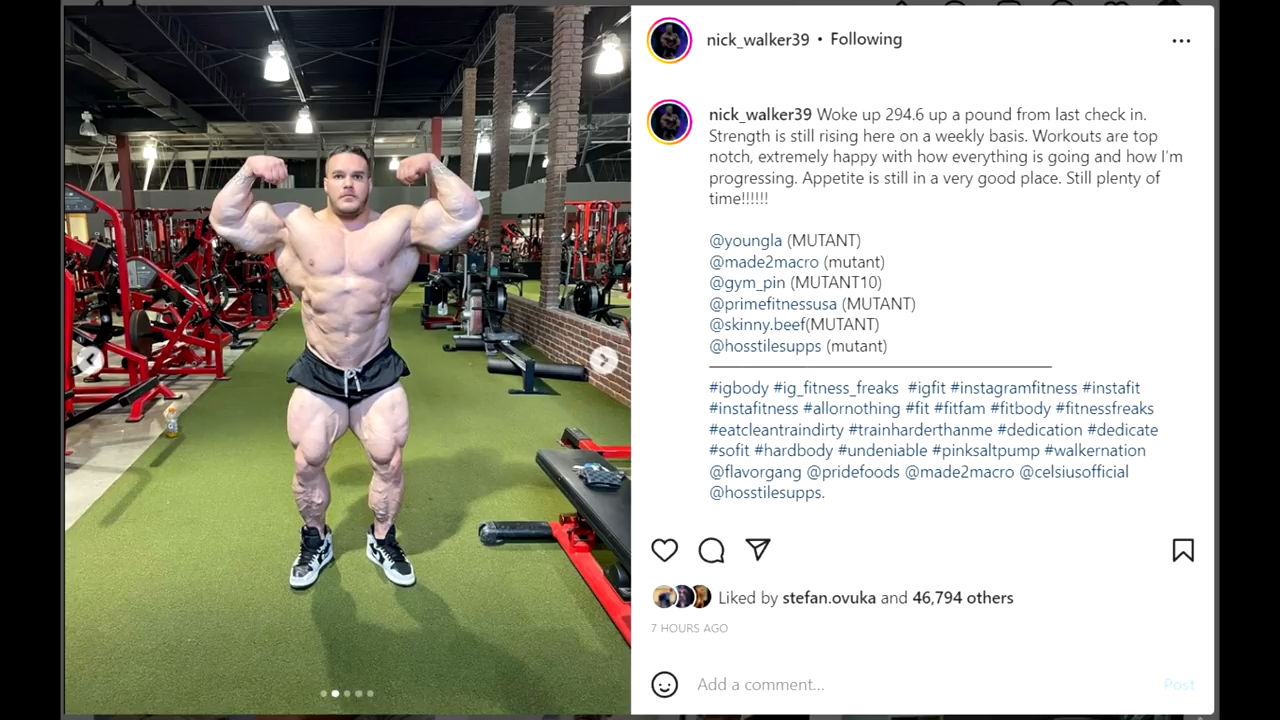 nick_walker39 • Following
nick_walker39 Woke up 294.6 up a pound from last check in.
Strength is still rising here on a weekly basis. Workouts are top
notch, extremely happy with how everything is going and how I'm
progressing. Appetite is still in a very good place. Still plenty of
time!!!!!!
@youngla (MUTANT)
@made2macro (mutant)
@gym_pin (MUTANT10)
@primefitnessusa (MUTANT)
@skinny.beef(MUTANT)
@hosstilesupps (mutant)
#igbody #ig_fitness_freaks #igfit #instagramfitness #instafit
#instafitness #allornothing #fit #fitfam #fitbody #fitnessfreaks
#eatcleantraindirty #trainharderthanme #dedication #dedicate
#sofit #hardbody #undeniable #pinksaltpump #walkernation
@flavorgang @pridefoods @made2macro @celsiusofficial
@hosstilesupps.
Liked by stefan.ovuka and 46,794 others
7 HOURS AGO
Add a comment...
Post